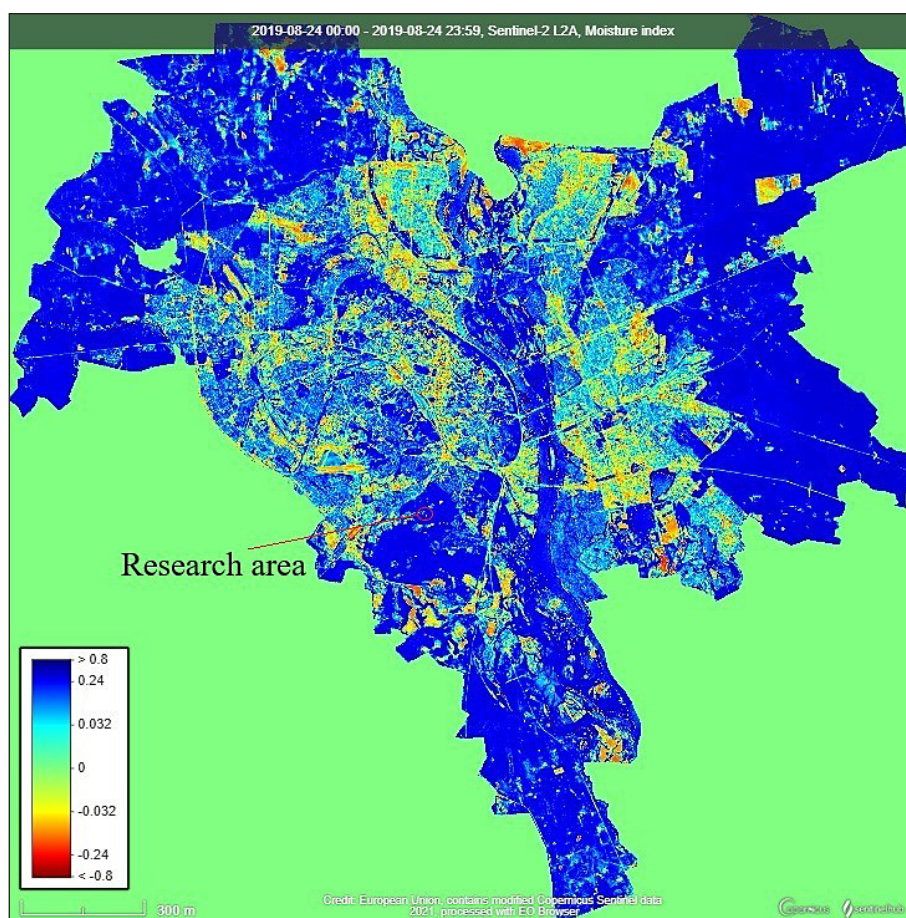 2019-08-24 00:00 - 2019-08-24 23:59, Sentinel-2 L2A, Moisture index
Research area
> 0.8
0.24
0.032
0
-0.032
-0.24
< -0.8
300 m
Credit: European Union, contains modified Copernicus Sentinel data
2021, processed with EO Browser
opernicus
sentinelhub